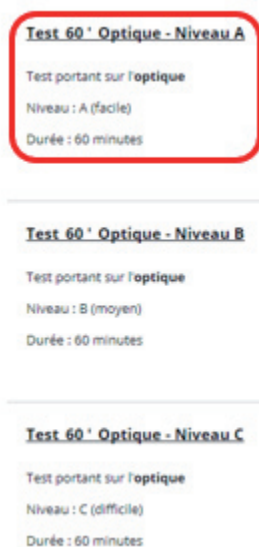 Test 60 ' Optique - Niveau A
Test portant sur l'optique
Niveau : A (facile)
Durée : 60 minutes
Test 60 ' Optique - Niveau B
Test portant sur l'optique
Niveau : B (moyen)
Durée : 60 minutes
Test 60 ' Optique - Niveau C
Test portant sur l'optique
Niveau : C (difficile)
Durée : 60 minutes